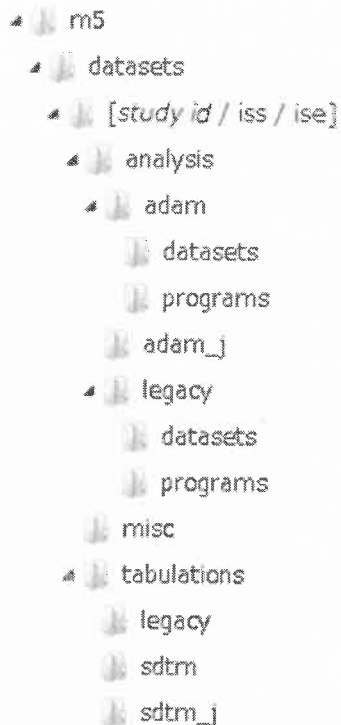 m5
datasets
[study id / iss / ise]
analysis
adam
datasets
programs
adam_j
legacy
datasets
programs
misc
tabulations
legacy
sdtm
sdtm_j